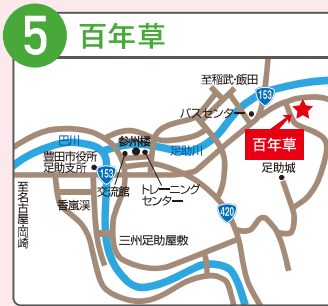 5 百年草
至稲武・飯田
153
バスセンター
百年草
巴川
参州楼
足助川
豊田市役所
足助支所
153
足助城
至名古屋・岡崎
香嵐渓
交流館
トレーニング
センター
420
三州足助屋敷